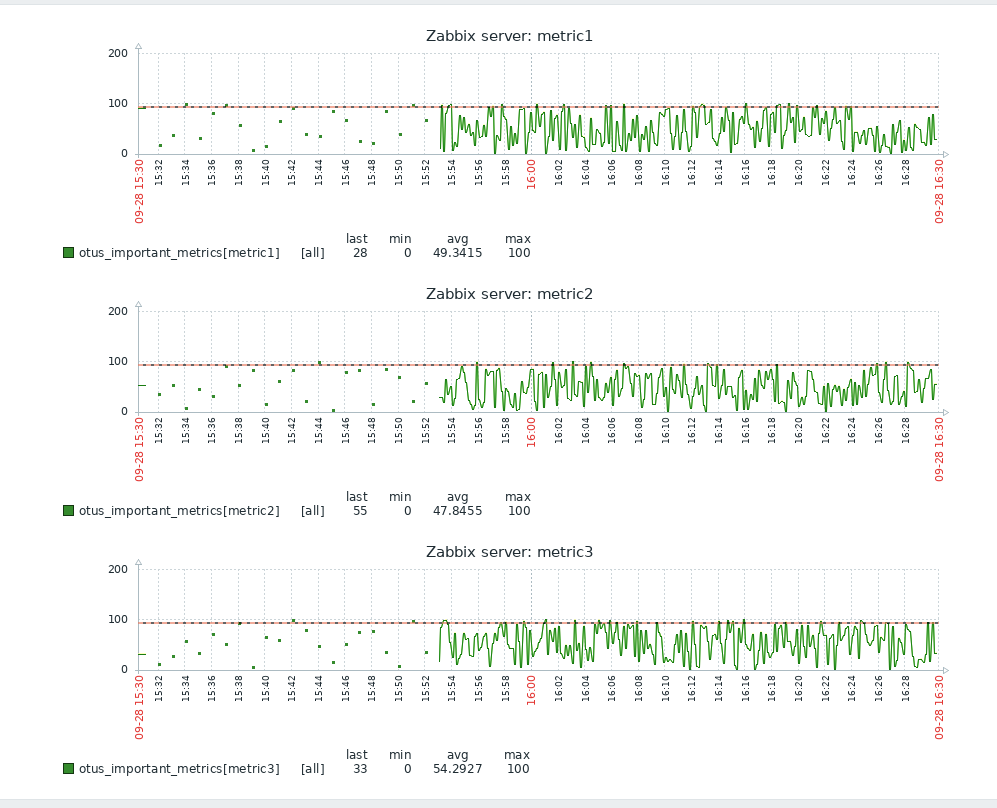 Zabbix server: metric1
200
100
0
09-28 15:30 15:32 15:34 15:36 15:38 15:40 15:42 15:44 15:46 15:48 15:50 15:52 15:54 15:56 15:58 16:00 16:02 16:04 16:06 16:08 16:10 16:12 16:14 16:16 16:18 16:20 16:22 16:24 16:26 16:28 09-28 16:30
last min avg max
otus_important_metrics[metric1] [all] 28 0 49.3415 100
Zabbix server: metric2
200
100
0
09-28 15:30 15:32 15:34 15:36 15:38 15:40 15:42 15:44 15:46 15:48 15:50 15:52 15:54 15:56 15:58 16:00 16:02 16:04 16:06 16:08 16:10 16:12 16:14 16:16 16:18 16:20 16:22 16:24 16:26 16:28 09-28 16:30
last min avg max
otus_important_metrics[metric2] [all] 55 0 47.8455 100
Zabbix server: metric3
200
100
0
09-28 15:30 15:32 15:34 15:36 15:38 15:40 15:42 15:44 15:46 15:48 15:50 15:52 15:54 15:56 15:58 16:00 16:02 16:04 16:06 16:08 16:10 16:12 16:14 16:16 16:18 16:20 16:22 16:24 16:26 16:28 09-28 16:30
last min avg max
otus_important_metrics[metric3] [all] 33 0 54.2927 100